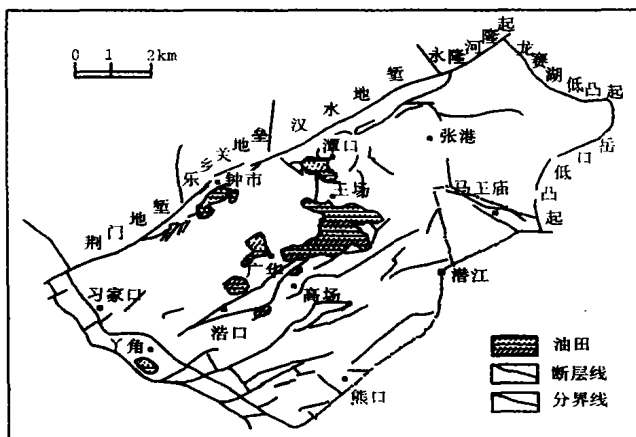 0 1 2km
永隆河隆起
龙赛湖低凸起
岳口低凸起
汉水地堑
乐乡关地垒
荆门地堑
潭口
张港
钟市
王场
马王庙
广华
潜江
习家口
高场
浩口
丫角
熊口
油田
断层线
分界线